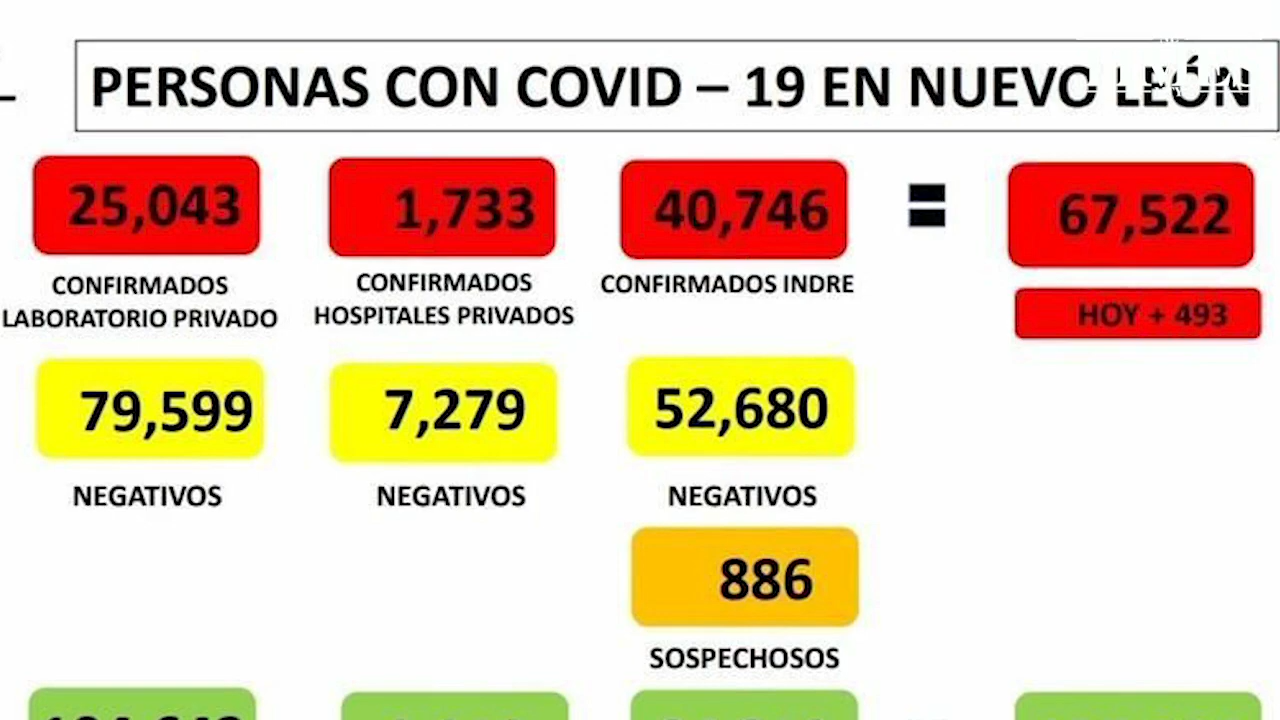 PERSONAS CON COVID – 19 EN NUEVO LEÓN
25,043 1,733 40,746 = 67,522
CONFIRMADOS LABORATORIO PRIVADO
CONFIRMADOS HOSPITALES PRIVADOS
CONFIRMADOS INDRE
HOY + 493
79,599 7,279 52,680
NEGATIVOS NEGATIVOS NEGATIVOS
886
SOSPECHOSOS